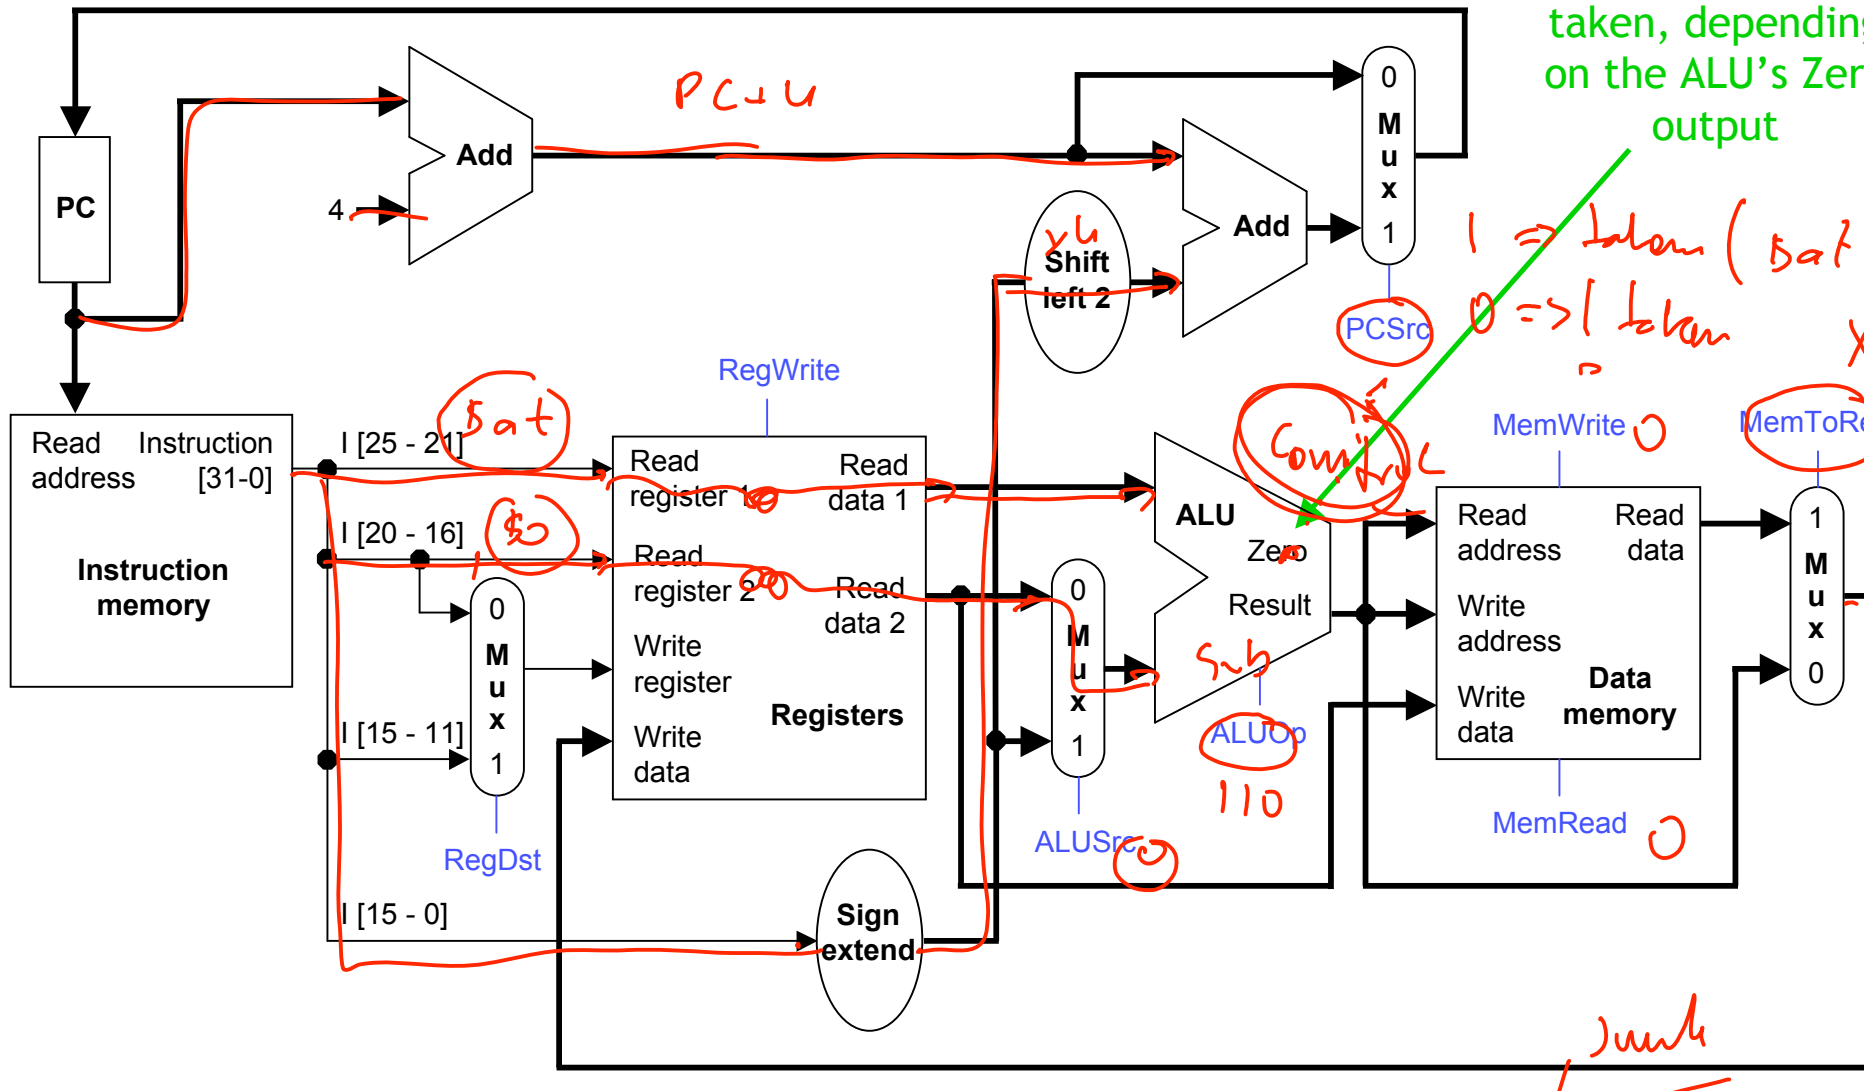 taken, depending
on the ALU's Zer
output
PC+4
0
M
u
x
1
Add
PC
4
Add
x4
Shift
left 2
PCSrc
1 => taken ( $at
0 => ! taken
RegWrite
MemWrite 0
MemToRe
X
Read address
Instruction [31-0]
Instruction
memory
I [25 - 21]
$at
I [20 - 16]
$0
I [15 - 11]
I [15 - 0]
0
M
u
x
1
RegDst
Read
register 1
Read
data 1
Read
register 2
Read
data 2
Write
register
Write
data
Registers
0
M
u
x
1
ALUSrc
0
Control
ALU
Zero
Result
Sub
ALUOp
110
Read
address
Read
data
Write
address
Write
data
Data
memory
MemRead 0
1
M
u
x
0
Sign
extend
Junk